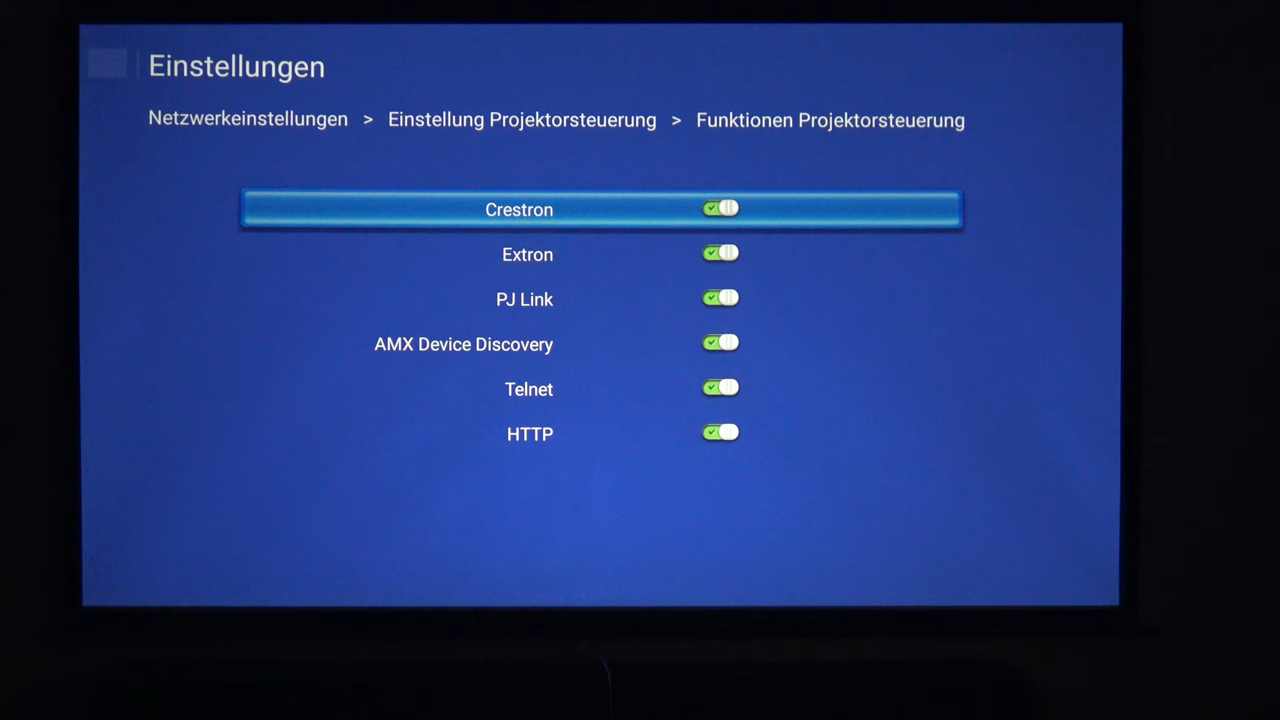 Einstellungen
Netzwerkeinstellungen > Einstellung Projektorsteuerung > Funktionen Projektorsteuerung
Crestron
Extron
PJ Link
AMX Device Discovery
Telnet
HTTP